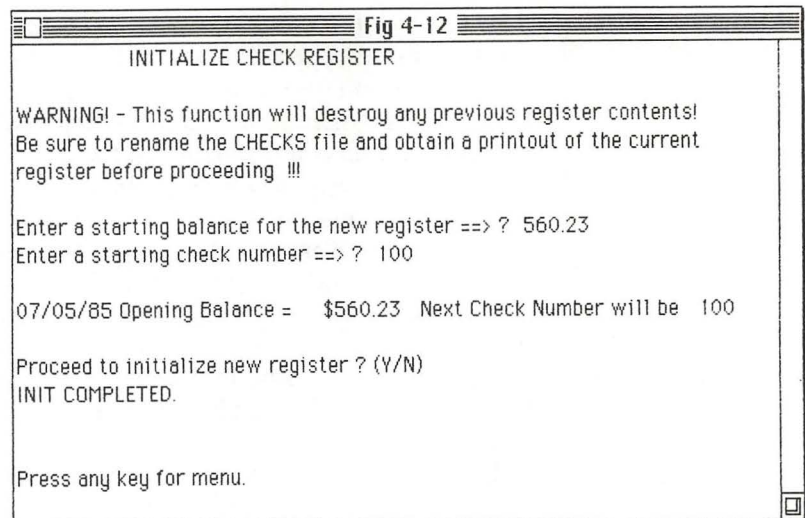 Fig 4-12
INITIALIZE CHECK REGISTER
WARNING! - This function will destroy any previous register contents!
Be sure to rename the CHECKS file and obtain a printout of the current
register before proceeding !!!
Enter a starting balance for the new register ==> ? 560.23
Enter a starting check number ==> ? 100
07/05/85 Opening Balance = $560.23 Next Check Number will be 100
Proceed to initialize new register ? (Y/N)
INIT COMPLETED.
Press any key for menu.